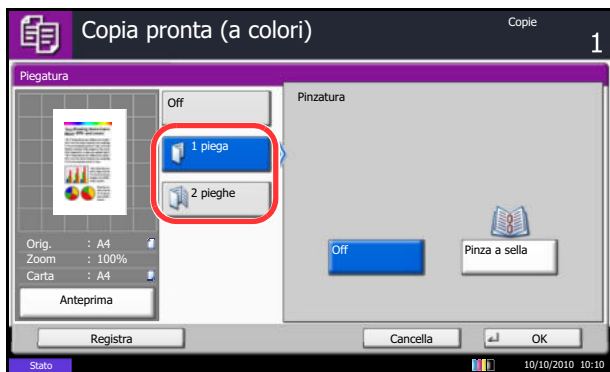 Copia pronta (a colori)
Copie
1
Piegatura
Off
1 piega
2 pieghe
Pinzatura
Off
Pinza a sella
Orig. : A4
Zoom : 100%
Carta : A4
Anteprima
Registra
Cancella
OK
Stato
10/10/2010 10:10